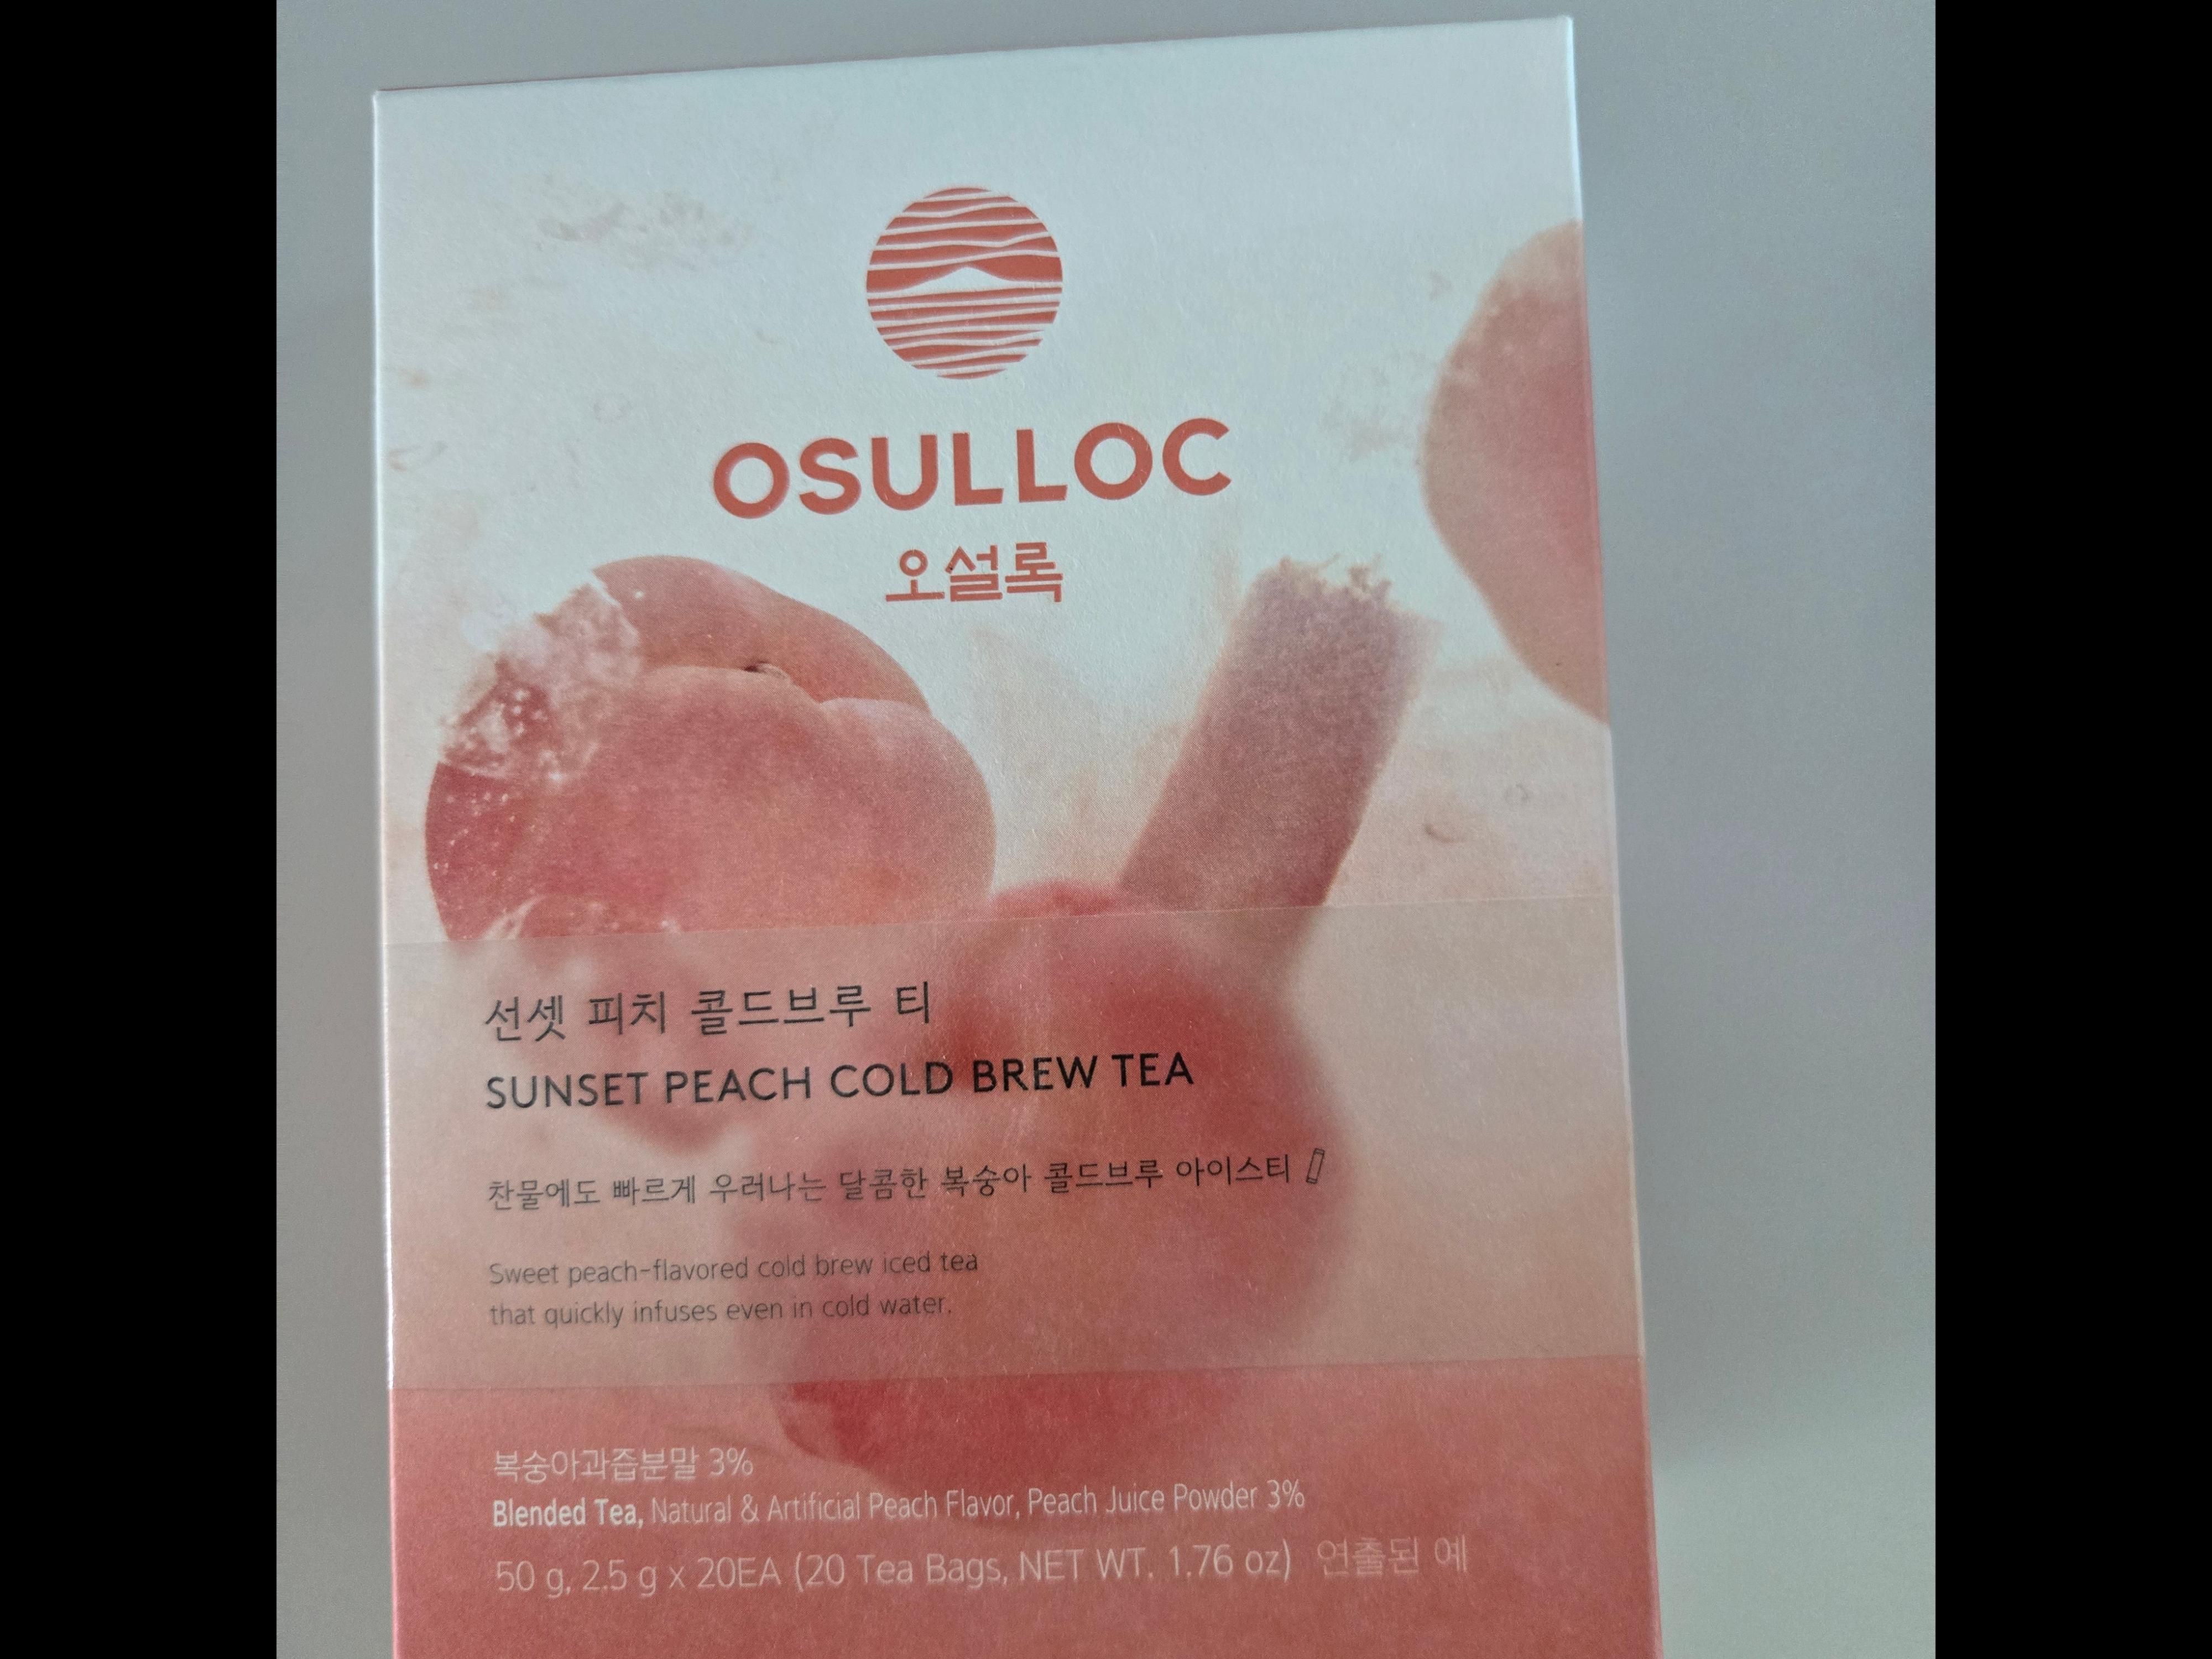 OSULLOC
오설록
선셋 피치 콜드브루 티
SUNSET PEACH COLD BREW TEA
찬물에도 빠르게 우러나는 달콤한 복숭아 콜드브루 아이스티
Sweet peach-flavored cold brew iced tea
that quickly infuses even in cold water.
복숭아과즙분말 3%
Blended Tea, Natural & Artificial Peach Flavor, Peach Juice Powder 3%
50 g, 2.5 g x 20EA (20 Tea Bags, NET WT. 1.76 oz) 연출된 예